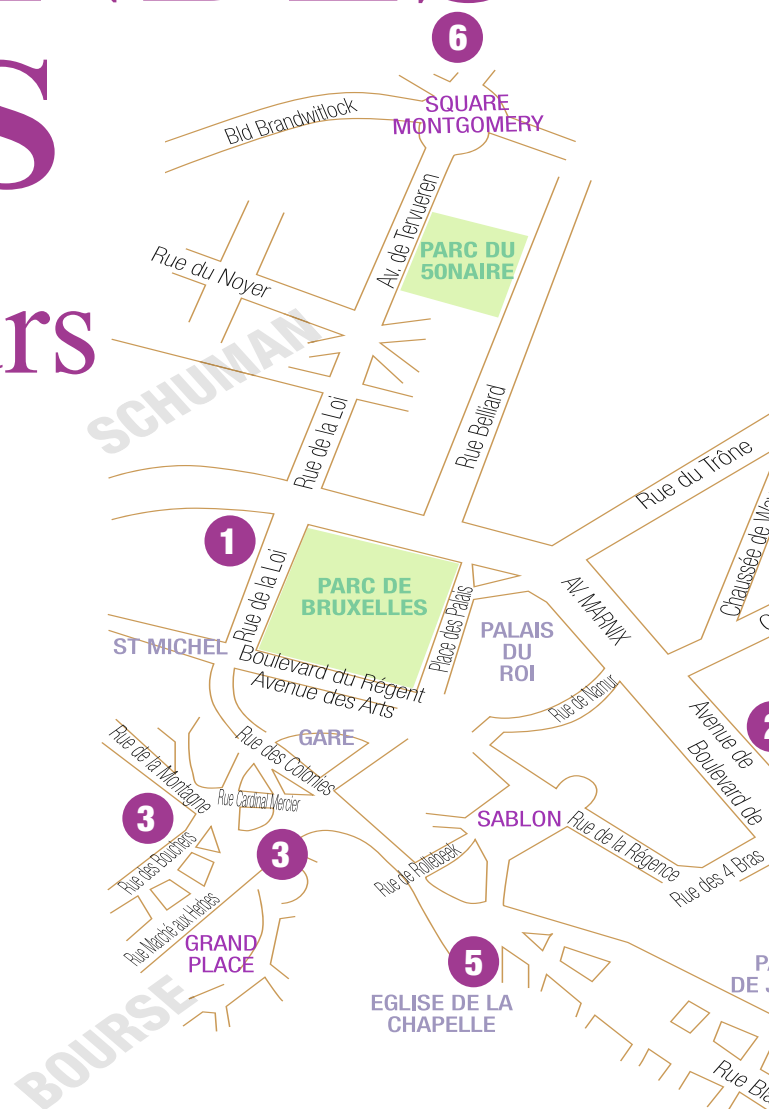 S
urs
6
SQUARE
MONTGOMERY
Bld Brandwitlock
Av. de Tervueren
PARC DU
50NAIRE
Rue du Noyer
SCHUMAN
Rue de la Loi
Rue Belliard
Rue du Trône
Chaussée de
1
Rue de la Loi
PARC DE
BRUXELLES
Place des Palais
AV. MARNIX
PALAIS
DU
ROI
ST MICHEL
Boulevard du Régent
Avenue des Arts
Rue de Namur
Avenue de
Boulevard de
2
GARE
Rue des Colonies
Rue de la Montagne
Rue Cardinal Mercier
3
3
SABLON
Rue de la Régence
Rue des 4 Bras
Rue des Bouchers
Rue de Rollebeek
Rue Marché aux Herbes
GRAND
PLACE
5
EGLISE DE LA
CHAPELLE
BOURSE
DE
Rue